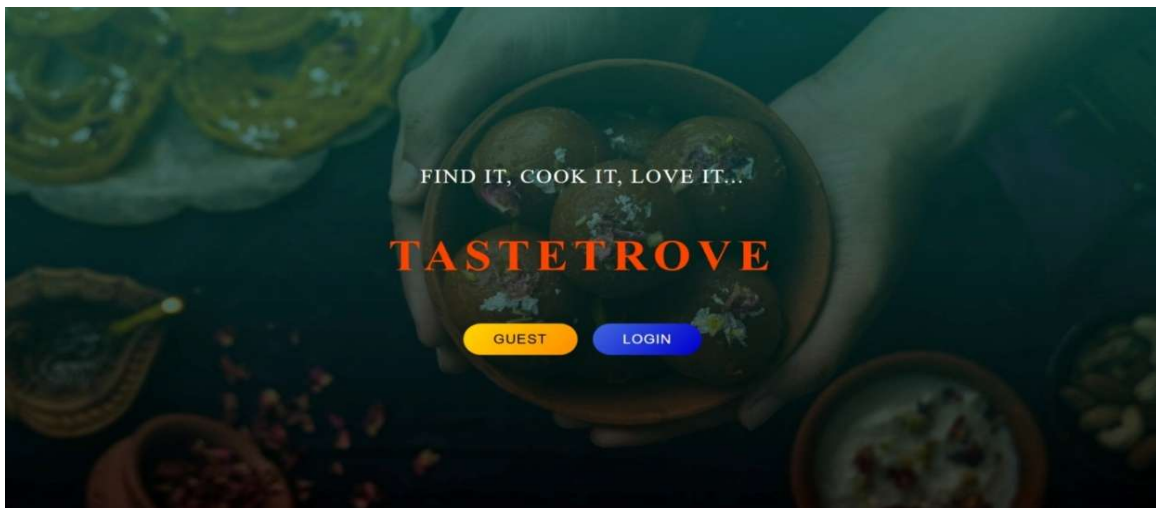 FIND IT, COOK IT, LOVE IT...
TASTETROVE
GUEST LOGIN